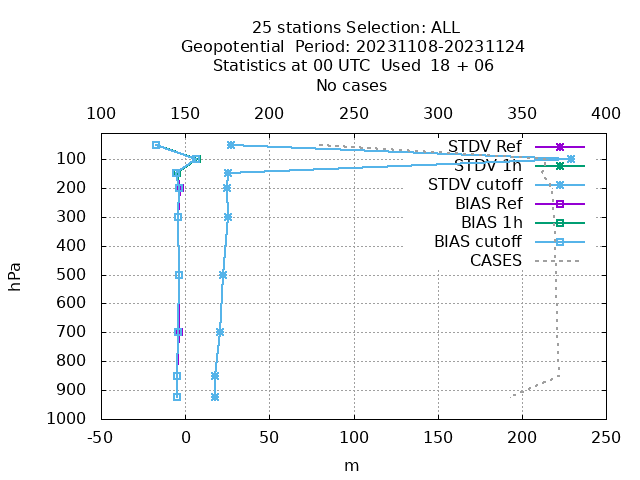 25 stations Selection: ALL
Geopotential  Period: 20231108-20231124
Statistics at 00 UTC  Used  18 + 06
No cases
100 150 200 250 300 350 400
STDV Ref
STDV 1h
STDV cutoff
BIAS Ref
BIAS 1h
BIAS cutoff
CASES
hPa
100
200
300
400
500
600
700
800
900
1000
-50 0 50 100 150 200 250
m